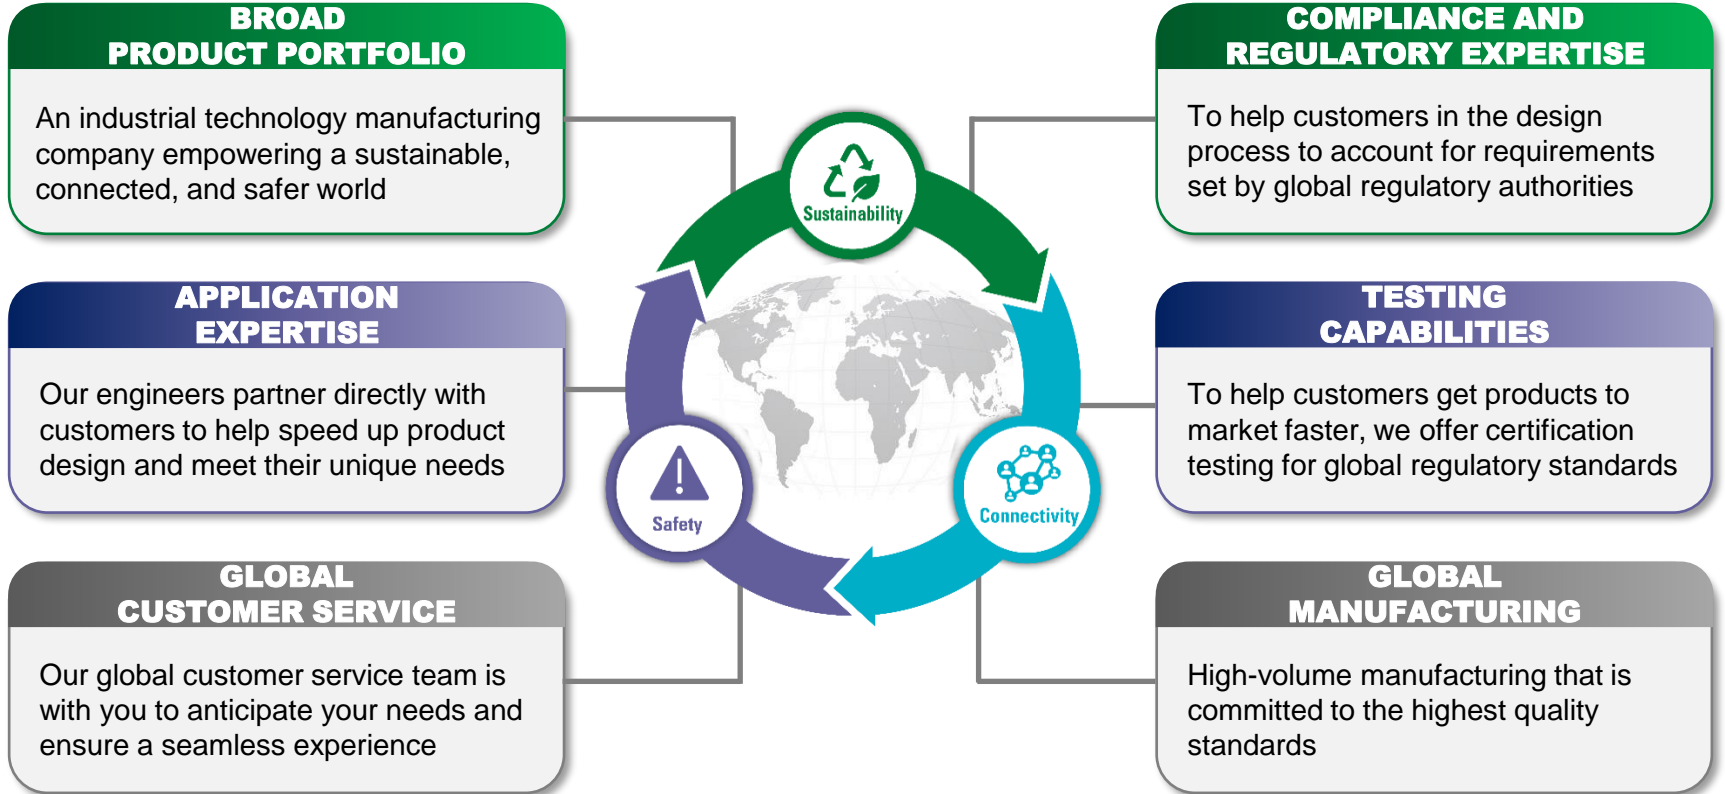 BROAD
PRODUCT PORTFOLIO
An industrial technology manufacturing
company empowering a sustainable,
connected, and safer world
APPLICATION
EXPERTISE
Our engineers partner directly with
customers to help speed up product
design and meet their unique needs
GLOBAL
CUSTOMER SERVICE
Our global customer service team is
with you to anticipate your needs and
ensure a seamless experience
Sustainability
Safety
Connectivity
COMPLIANCE AND
REGULATORY EXPERTISE
To help customers in the design
process to account for requirements
set by global regulatory authorities
TESTING
CAPABILITIES
To help customers get products to
market faster, we offer certification
testing for global regulatory standards
GLOBAL
MANUFACTURING
High-volume manufacturing that is
committed to the highest quality
standards